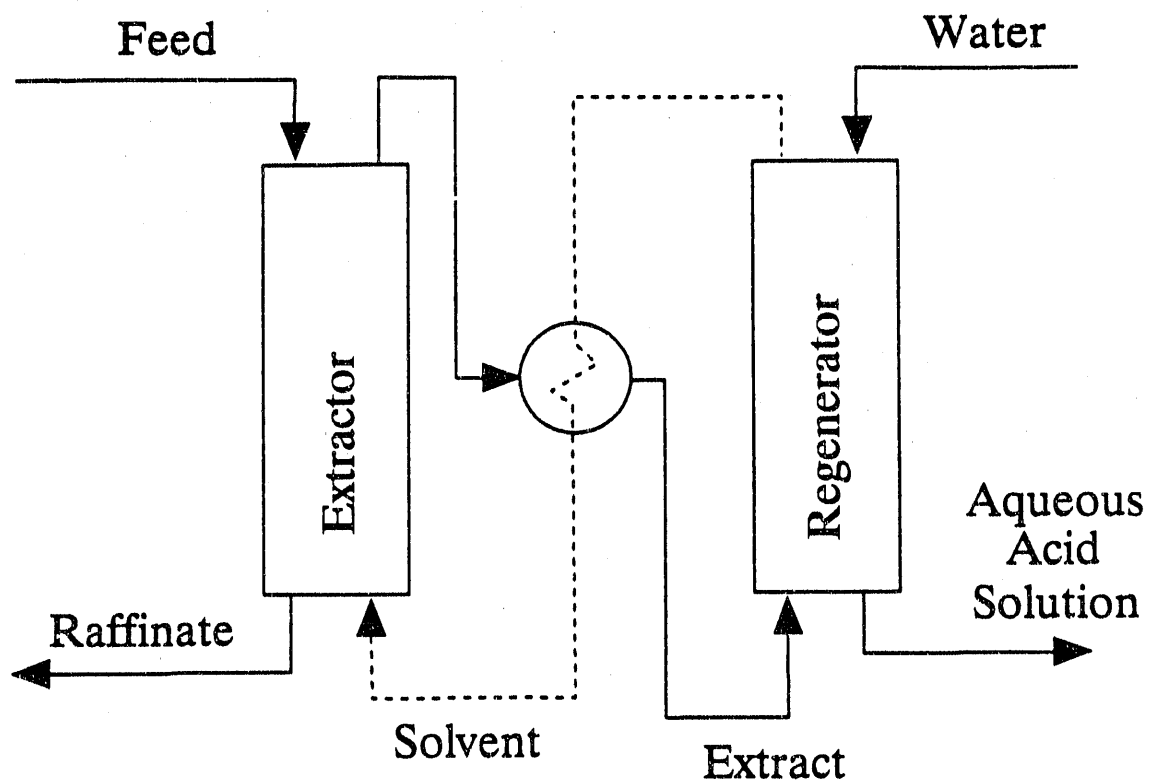 Feed
Water
Extractor
Regenerator
Aqueous
Acid
Solution
Raffinate
Solvent
Extract